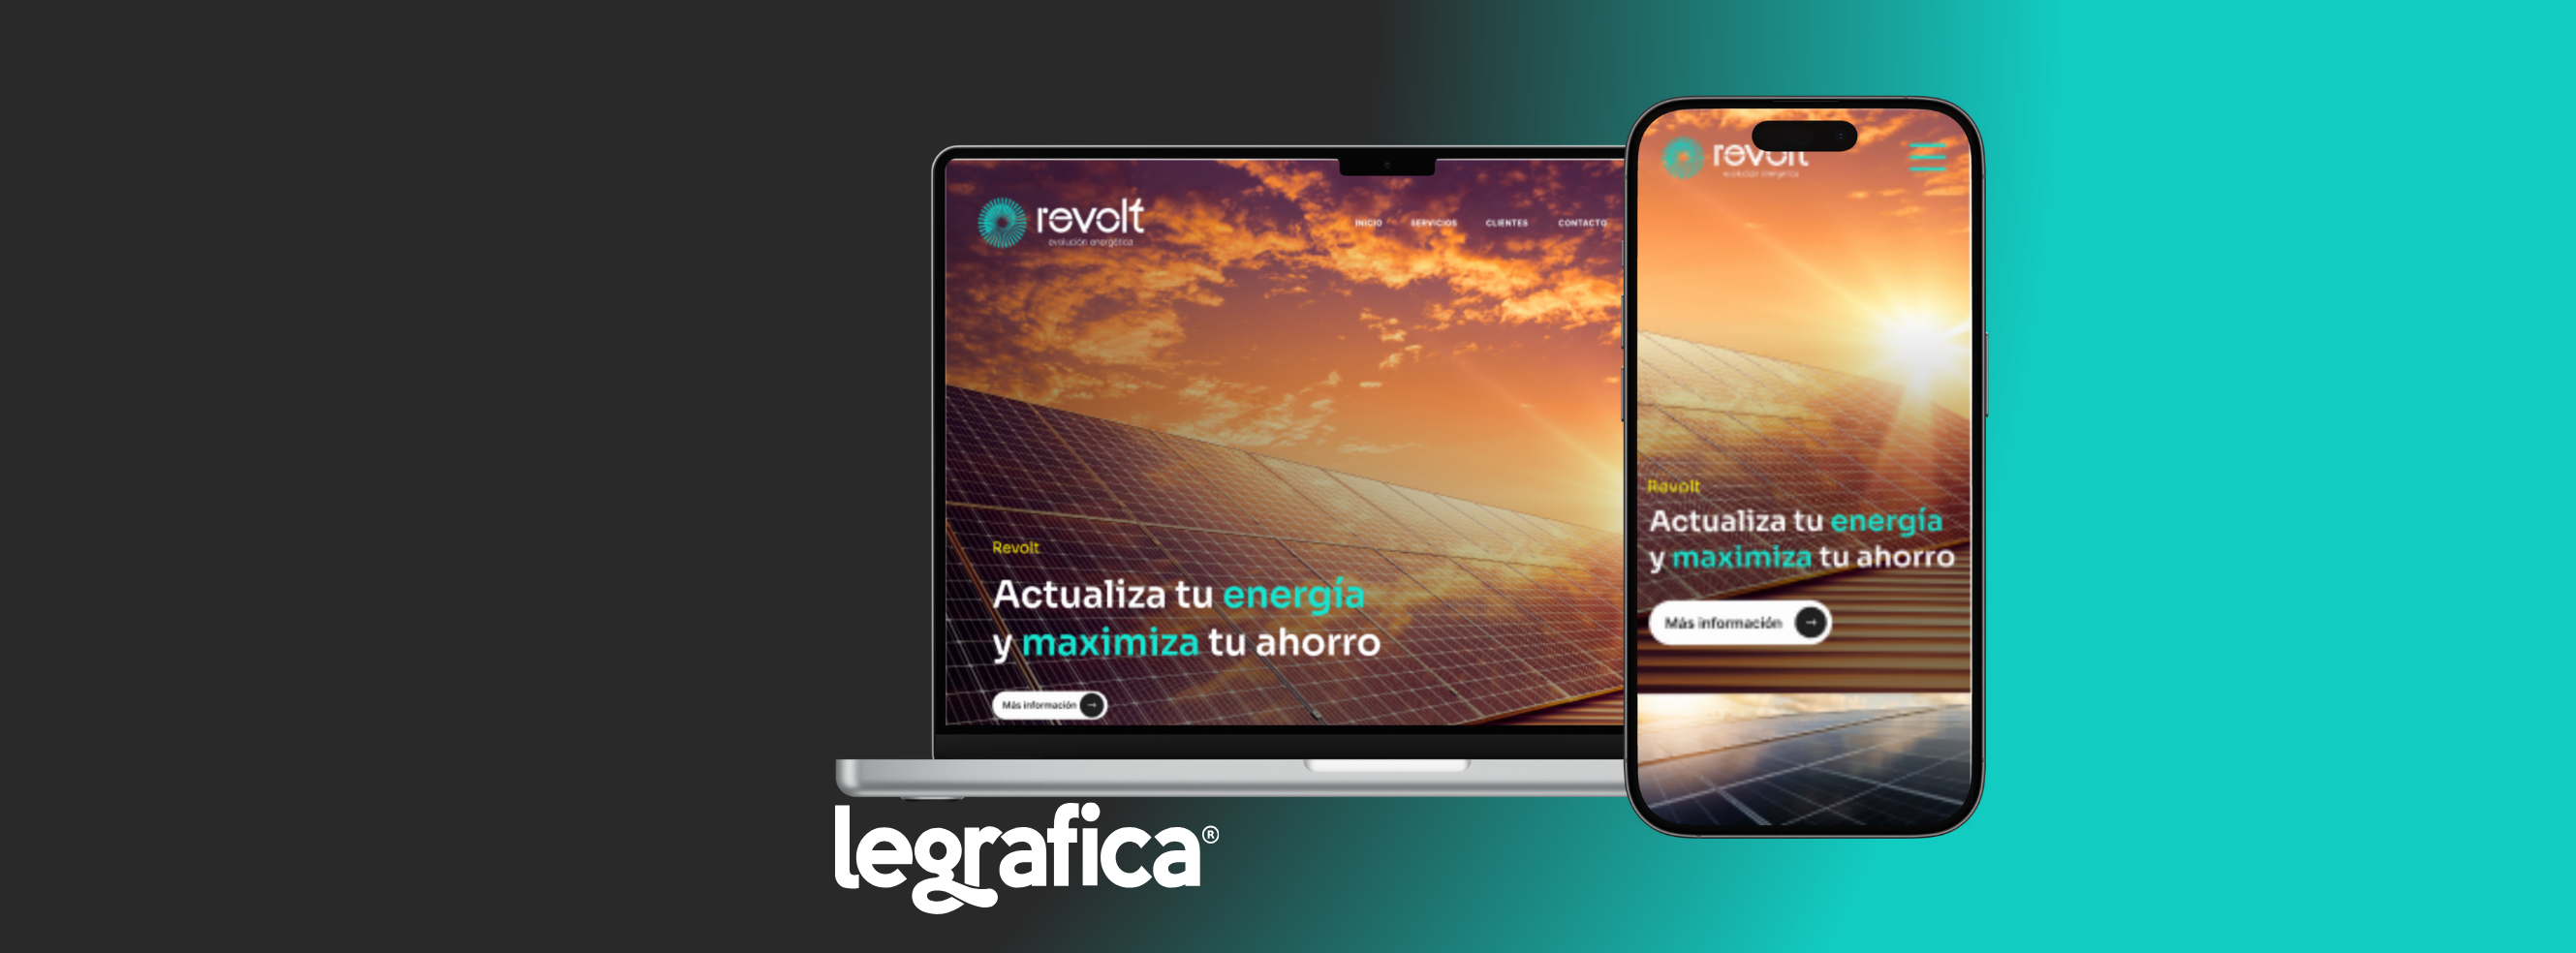 revolt
evolución energética
INICIO SERVICIOS CLIENTES CONTACTO
Revolt
Actualiza tu energía
y maximiza tu ahorro
Más información
revolt
evolución energética
Revolt
Actualiza tu energía
y maximiza tu ahorro
Más información
legrafica®